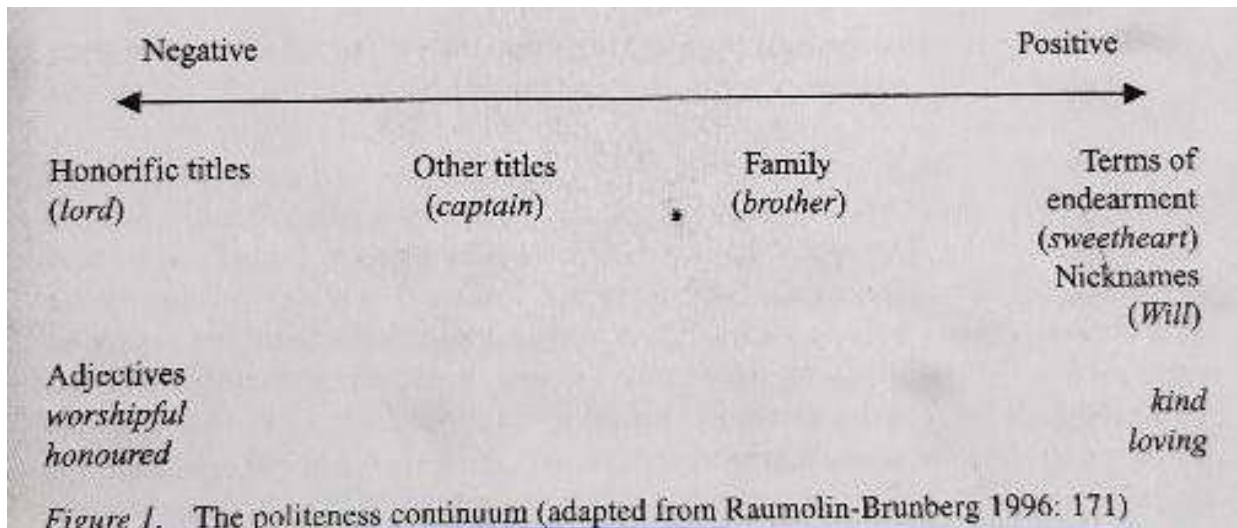 Negative Positive
Honorific titles Other titles Family Terms of
(lord) (captain) (brother) endearment
(sweetheart)
Nicknames
(Will)
Adjectives
worshipful kind
honoured loving
Figure 1. The politeness continuum (adapted from Raumolin-Brunberg 1996: 171)